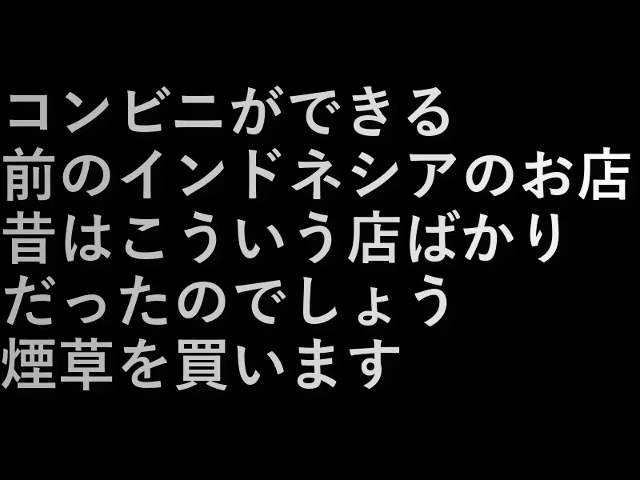 コンビニができる
前のインドネシアのお店
昔はこういう店ばかり
だったのでしょう
煙草を買います